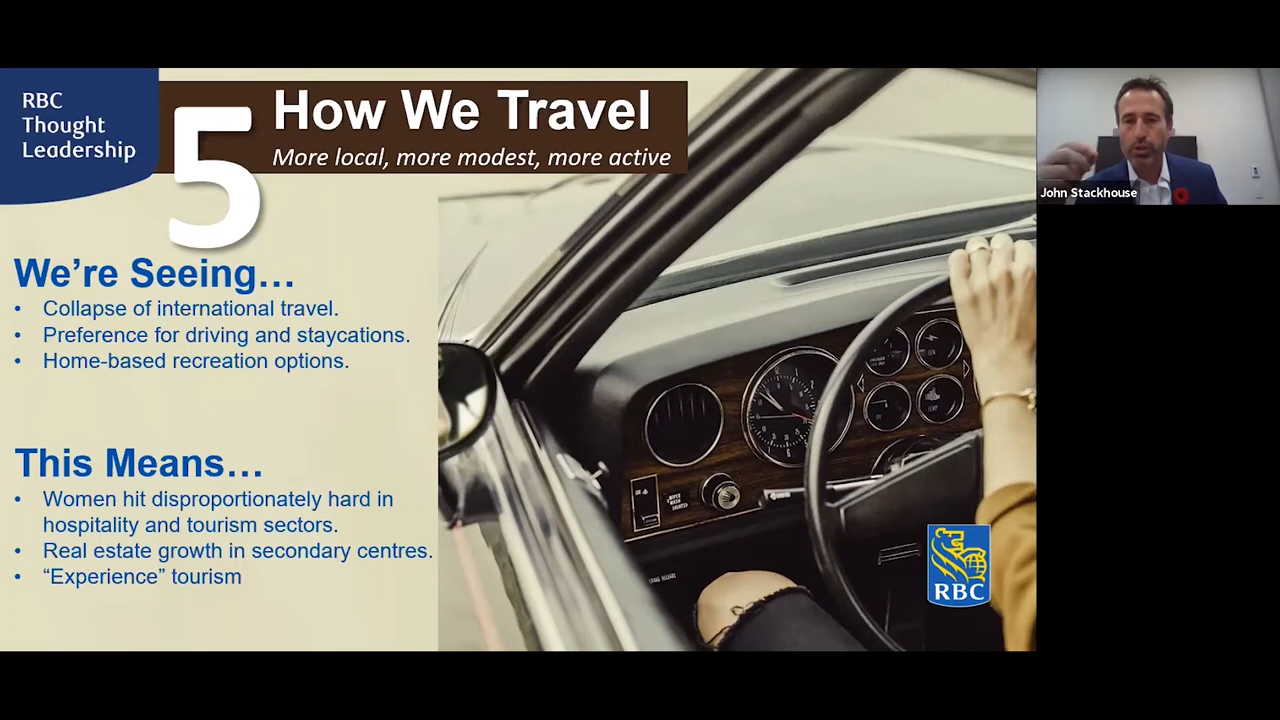 RBC
Thought
Leadership
5
How We Travel
More local, more modest, more active
We’re Seeing…
• Collapse of international travel.
• Preference for driving and staycations.
• Home-based recreation options.
This Means…
• Women hit disproportionately hard in
hospitality and tourism sectors.
• Real estate growth in secondary centres.
• “Experience” tourism
RBC
John Stackhouse